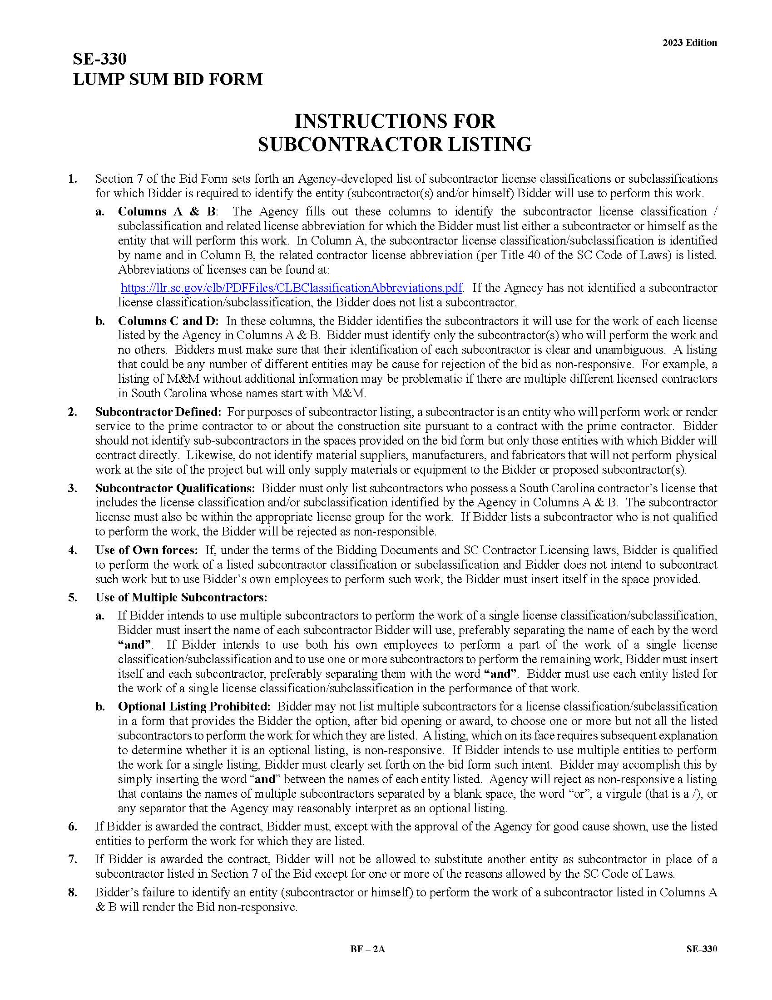 2023 Edition
SE-330
LUMP SUM BID FORM
INSTRUCTIONS FOR
SUBCONTRACTOR LISTING
1. Section 7 of the Bid Form sets forth an Agency-developed list of subcontractor license classifications or subclassifications
for which Bidder is required to identify the entity (subcontractor(s) and/or himself) Bidder will use to perform this work.
a. Columns A & B: The Agency fills out these columns to identify the subcontractor license classification /
subclassification and related license abbreviation for which the Bidder must list either a subcontractor or himself as the
entity that will perform this work. In Column A, the subcontractor license classification/subclassification is identified
by name and in Column B, the related contractor license abbreviation (per Title 40 of the SC Code of Laws) is listed.
Abbreviations of licenses can be found at:
https://llr.sc.gov/clb/PDFFiles/CLBClassificationAbbreviations.pdf. If the Agnecy has not identified a subcontractor
license classification/subclassification, the Bidder does not list a subcontractor.
b. Columns C and D: In these columns, the Bidder identifies the subcontractors it will use for the work of each license
listed by the Agency in Columns A & B. Bidder must identify only the subcontractor(s) who will perform the work and
no others. Bidders must make sure that their identification of each subcontractor is clear and unambiguous. A listing
that could be any number of different entities may be cause for rejection of the bid as non-responsive. For example, a
listing of M&M without additional information may be problematic if there are multiple different licensed contractors
in South Carolina whose names start with M&M.
2. Subcontractor Defined: For purposes of subcontractor listing, a subcontractor is an entity who will perform work or render
service to the prime contractor to or about the construction site pursuant to a contract with the prime contractor. Bidder
should not identify sub-subcontractors in the spaces provided on the bid form but only those entities with which Bidder will
contract directly. Likewise, do not identify material suppliers, manufacturers, and fabricators that will not perform physical
work at the site of the project but will only supply materials or equipment to the Bidder or proposed subcontractor(s).
3. Subcontractor Qualifications: Bidder must only list subcontractors who possess a South Carolina contractor’s license that
includes the license classification and/or subclassification identified by the Agency in Columns A & B. The subcontractor
license must also be within the appropriate license group for the work. If Bidder lists a subcontractor who is not qualified
to perform the work, the Bidder will be rejected as non-responsible.
4. Use of Own forces: If, under the terms of the Bidding Documents and SC Contractor Licensing laws, Bidder is qualified
to perform the work of a listed subcontractor classification or subclassification and Bidder does not intend to subcontract
such work but to use Bidder’s own employees to perform such work, the Bidder must insert itself in the space provided.
5. Use of Multiple Subcontractors:
a. If Bidder intends to use multiple subcontractors to perform the work of a single license classification/subclassification,
Bidder must insert the name of each subcontractor Bidder will use, preferably separating the name of each by the word
“and”. If Bidder intends to use both his own employees to perform a part of the work of a single license
classification/subclassification and to use one or more subcontractors to perform the remaining work, Bidder must insert
itself and each subcontractor, preferably separating them with the word “and”. Bidder must use each entity listed for
the work of a single license classification/subclassification in the performance of that work.
b. Optional Listing Prohibited: Bidder may not list multiple subcontractors for a license classification/subclassification
in a form that provides the Bidder the option, after bid opening or award, to choose one or more but not all the listed
subcontractors to perform the work for which they are listed. A listing, which on its face requires subsequent explanation
to determine whether it is an optional listing, is non-responsive. If Bidder intends to use multiple entities to perform
the work for a single listing, Bidder must clearly set forth on the bid form such intent. Bidder may accomplish this by
simply inserting the word “and” between the names of each entity listed. Agency will reject as non-responsive a listing
that contains the names of multiple subcontractors separated by a blank space, the word “or”, a virgule (that is a /), or
any separator that the Agency may reasonably interpret as an optional listing.
6. If Bidder is awarded the contract, Bidder must, except with the approval of the Agency for good cause shown, use the listed
entities to perform the work for which they are listed.
7. If Bidder is awarded the contract, Bidder will not be allowed to substitute another entity as subcontractor in place of a
subcontractor listed in Section 7 of the Bid except for one or more of the reasons allowed by the SC Code of Laws.
8. Bidder’s failure to identify an entity (subcontractor or himself) to perform the work of a subcontractor listed in Columns A
& B will render the Bid non-responsive.
BF – 2A
SE-330